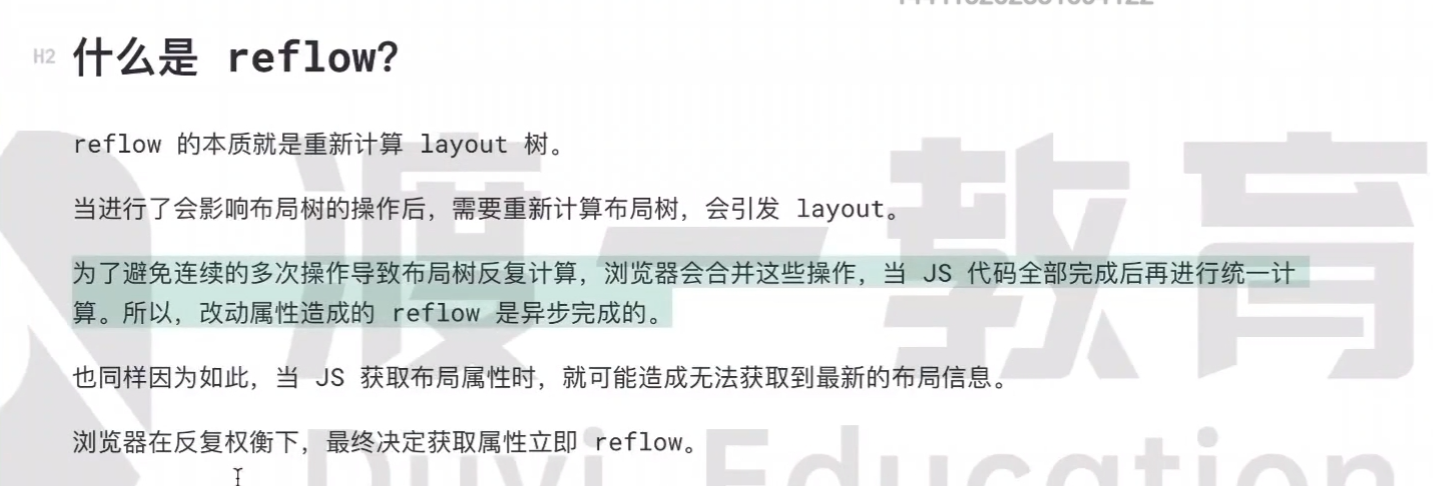 H2 什么是 reflow?
reflow 的本质就是重新计算 layout 树。
当进行了会影响布局树的操作后，需要重新计算布局树，会引发 layout。
为了避免连续的多次操作导致布局树反复计算，浏览器会合并这些操作，当 JS 代码全部完成后再进行统一计
算。所以，改动属性造成的 reflow 是异步完成的。
也同样因为如此，当 JS 获取布局属性时，就可能造成无法获取到最新的布局信息。
浏览器在反复权衡下，最终决定获取属性立即 reflow。
渡一教育
Duyi Education